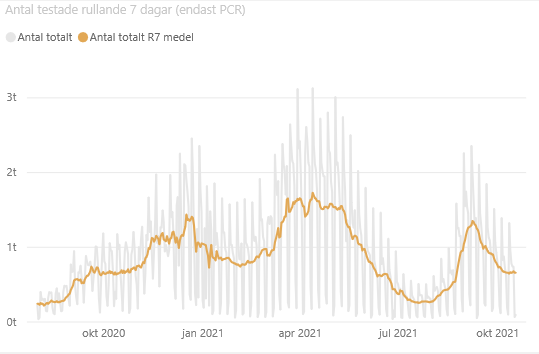 Antal testade rullande 7 dagar (endast PCR)
Antal totalt Antal totalt R7 medel
3t
2t
1t
0t
okt 2020 jan 2021 apr 2021 jul 2021 okt 2021